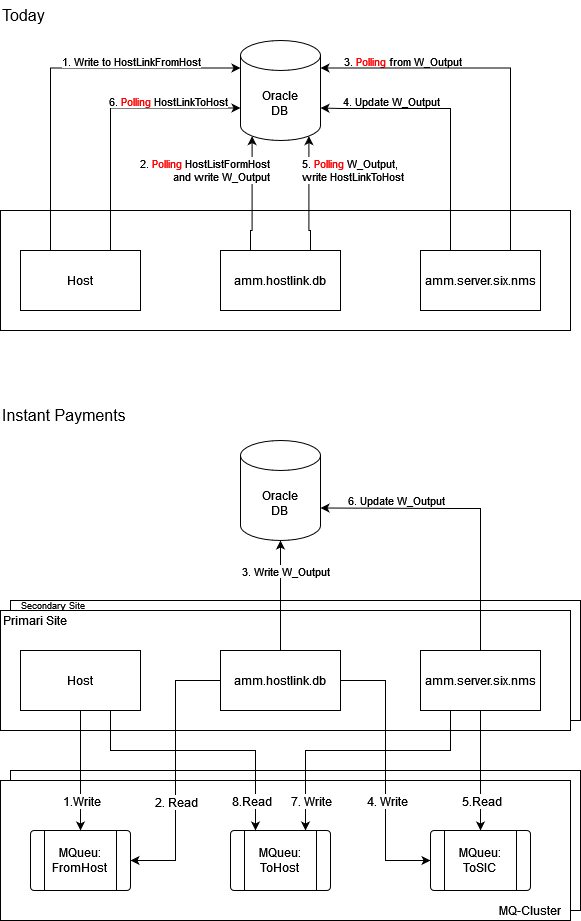 Today
1. Write to HostLinkFromHost
3. Polling from W_Output
6. Polling HostLinkToHost
Oracle
DB
4. Update W_Output
2. Polling HostListFormHost
and write W_Output
5. Polling W_Output,
write HostLinkToHost
Host
amm.hostlink.db
amm.server.six.nms
Instant Payments
Oracle
DB
6. Update W_Output
3. Write W_Output
Secondary Site
Primari Site
Host
amm.hostlink.db
amm.server.six.nms
1.Write
2. Read
8.Read
7. Write
4. Write
5.Read
MQueu:
FromHost
MQueu:
ToHost
MQueu:
ToSIC
MQ-Cluster